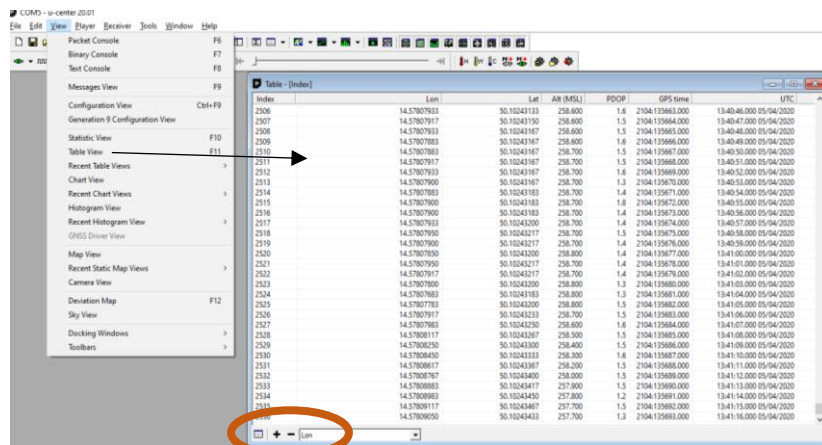 COM5 - u-center 20.01
File Edit View Player Receiver Tools Window Help
Packet Console F6
Binary Console F7
Text Console F8
Messages View F9
Configuration View Ctrl+F9
Generation 9 Configuration View
Statistic View F10
Table View F11
Recent Table Views >
Chart View
Recent Chart Views >
Histogram View
Recent Histogram View >
GNSS Driver View
Map View
Recent Static Map Views >
Camera View
Deviation Map F12
Sky View
Docking Windows >
Toolbars >
Table - [Index]
Index Lon Lat Alt (MSL) PDOP GPS time UTC
2506 14.57807933 50.10243133 258.600 1.6 2104:135663.000 13:40:46.000 05/04/2020
2507 14.57807917 50.10243150 258.600 1.5 2104:135664.000 13:40:47.000 05/04/2020
2508 14.57807933 50.10243167 258.600 1.5 2104:135665.000 13:40:48.000 05/04/2020
2509 14.57807883 50.10243167 258.600 1.6 2104:135666.000 13:40:49.000 05/04/2020
2510 14.57807883 50.10243167 258.700 1.5 2104:135667.000 13:40:50.000 05/04/2020
2511 14.57807917 50.10243167 258.700 1.5 2104:135668.000 13:40:51.000 05/04/2020
2512 14.57807933 50.10243167 258.700 1.6 2104:135669.000 13:40:52.000 05/04/2020
2513 14.57807900 50.10243167 258.700 1.3 2104:135670.000 13:40:53.000 05/04/2020
2514 14.57807883 50.10243183 258.700 1.4 2104:135671.000 13:40:54.000 05/04/2020
2515 14.57807900 50.10243183 258.700 1.8 2104:135672.000 13:40:55.000 05/04/2020
2516 14.57807900 50.10243183 258.700 1.4 2104:135673.000 13:40:56.000 05/04/2020
2517 14.57807933 50.10243200 258.700 1.4 2104:135674.000 13:40:57.000 05/04/2020
2518 14.57807950 50.10243217 258.700 1.5 2104:135675.000 13:40:58.000 05/04/2020
2519 14.57807900 50.10243217 258.700 1.4 2104:135676.000 13:40:59.000 05/04/2020
2520 14.57807850 50.10243200 258.800 1.4 2104:135677.000 13:41:00.000 05/04/2020
2521 14.57807950 50.10243217 258.700 1.4 2104:135678.000 13:41:01.000 05/04/2020
2522 14.57807917 50.10243217 258.700 1.4 2104:135679.000 13:41:02.000 05/04/2020
2523 14.57807800 50.10243200 258.800 1.3 2104:135680.000 13:41:03.000 05/04/2020
2524 14.57807683 50.10243183 258.800 1.3 2104:135681.000 13:41:04.000 05/04/2020
2525 14.57807783 50.10243200 258.800 1.5 2104:135682.000 13:41:05.000 05/04/2020
2526 14.57807917 50.10243233 258.700 1.5 2104:135683.000 13:41:06.000 05/04/2020
2527 14.57807983 50.10243250 258.600 1.6 2104:135684.000 13:41:07.000 05/04/2020
2528 14.57808117 50.10243267 258.500 1.5 2104:135685.000 13:41:08.000 05/04/2020
2529 14.57808250 50.10243300 258.400 1.5 2104:135686.000 13:41:09.000 05/04/2020
2530 14.57808450 50.10243333 258.300 1.6 2104:135687.000 13:41:10.000 05/04/2020
2531 14.57808617 50.10243367 258.200 1.5 2104:135688.000 13:41:11.000 05/04/2020
2532 14.57808767 50.10243400 258.000 1.5 2104:135689.000 13:41:12.000 05/04/2020
2533 14.57808883 50.10243417 257.900 1.5 2104:135690.000 13:41:13.000 05/04/2020
2534 14.57808983 50.10243450 257.800 1.2 2104:135691.000 13:41:14.000 05/04/2020
2535 14.57809117 50.10243467 257.700 1.5 2104:135692.000 13:41:15.000 05/04/2020
2536 14.57809050 50.10243433 257.700 1.3 2104:135693.000 13:41:16.000 05/04/2020
Lon